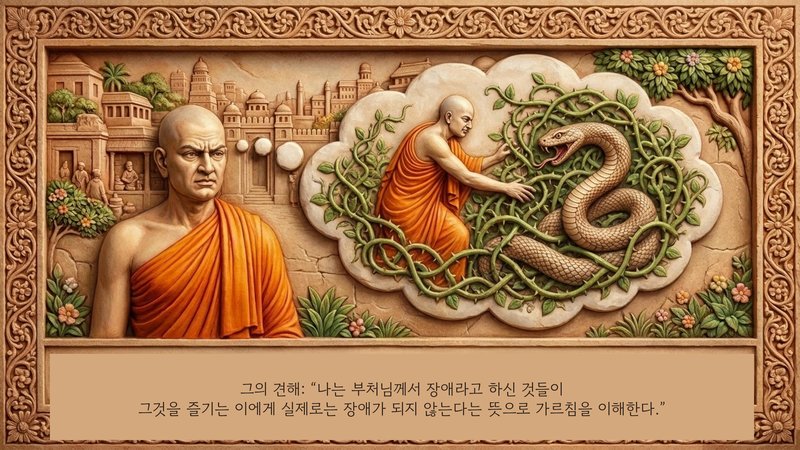 그의 견해: “나는 부처님께서 장애라고 하신 것들이
그것을 즐기는 이에게 실제로는 장애가 되지 않는다는 뜻으로 가르침을 이해한다.”